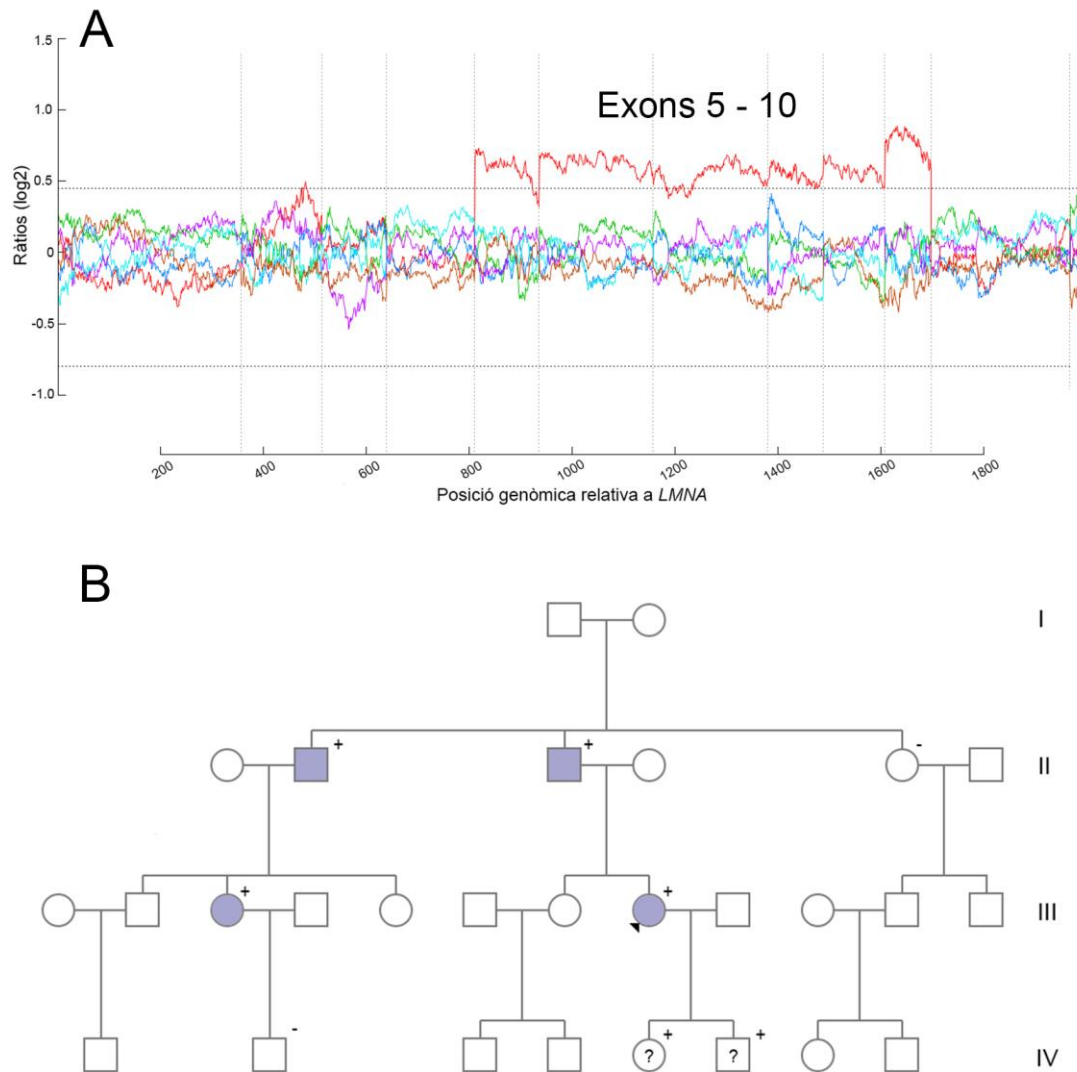 A
1.5
1.0
0.5
0
-0.5
-1.0
Ràtios (log2)
Exons 5 - 10
200 400 600 800 1000 1200 1400 1600 1800
Posició genòmica relativa a LMNA
B
I
+ + -
II
+ +
III
- + +
? ?
IV